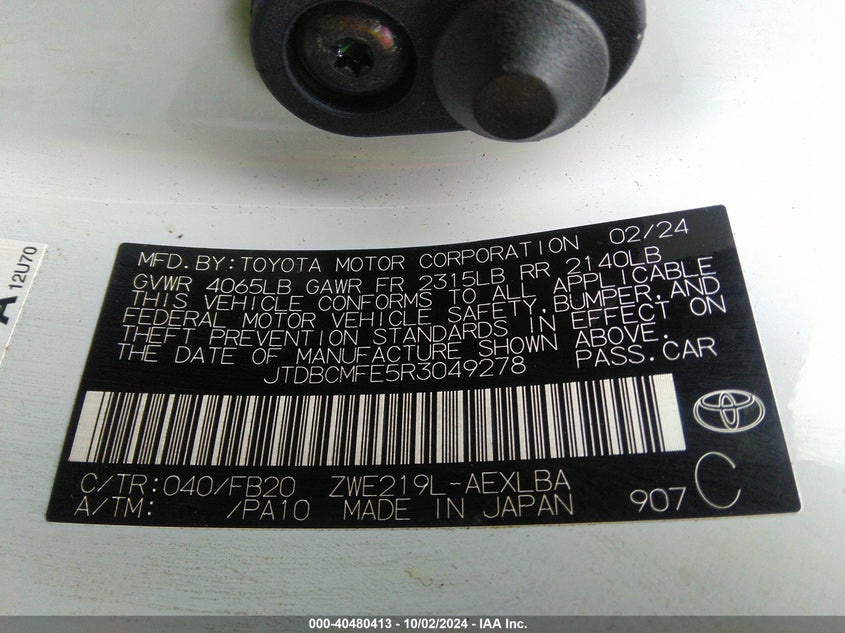 A 12U70
MFD. BY: TOYOTA MOTOR CORPORATION 02/24
GVWR 4065LB GAWR FR 2315LB RR 2140LB
THIS VEHICLE CONFORMS TO ALL APPLICABLE
FEDERAL MOTOR VEHICLE SAFETY, BUMPER, AND
THEFT PREVENTION STANDARDS IN EFFECT ON
THE DATE OF MANUFACTURE SHOWN ABOVE.
JTDBCMFE5R3049278 PASS. CAR
C/TR: 040/FB20 ZWE219L-AEXLBA
A/TM: /PA10 MADE IN JAPAN 907 C
000-40480413 - 10/02/2024 - IAA Inc.